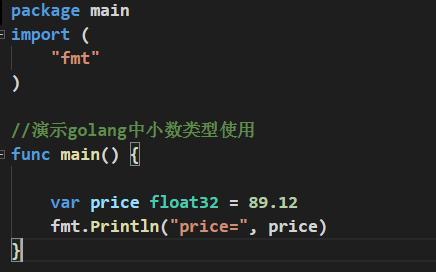 package main
import (
"fmt"
)
//演示golang中小数类型使用
func main() {
var price float32 = 89.12
fmt.Println("price=", price)
}